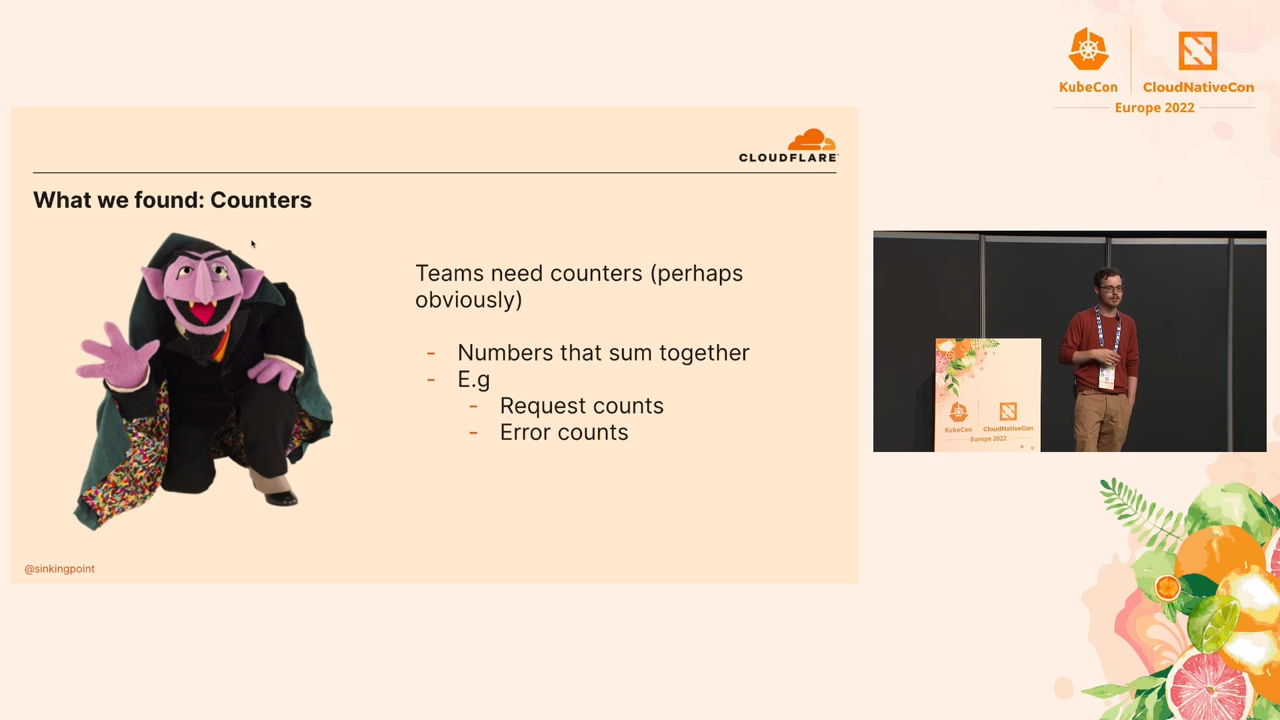 KubeCon
CloudNativeCon
Europe 2022
CLOUDFLARE
What we found: Counters
Teams need counters (perhaps
obviously)
- Numbers that sum together
- E.g
- Request counts
- Error counts
@sinkingpoint
KubeCon
CloudNativeCon
Europe 2022